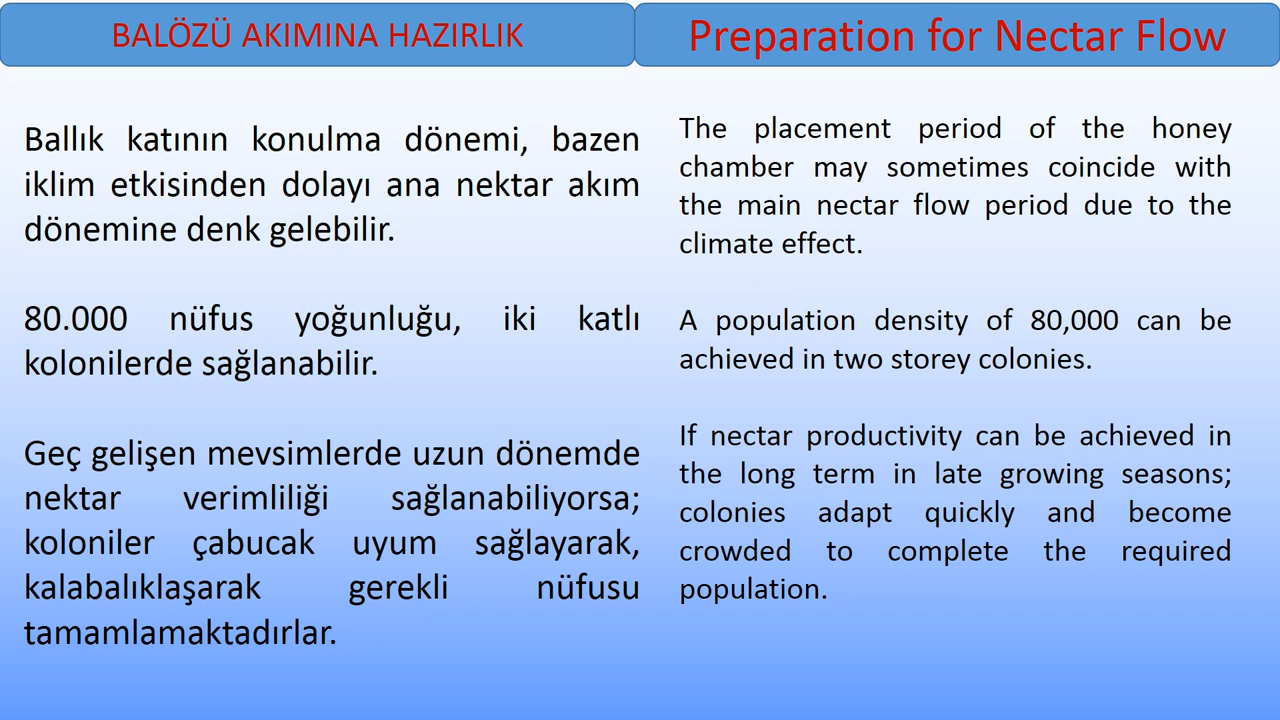 BALÖZÜ AKIMINA HAZIRLIK
Ballık katının konulma dönemi, bazen
iklim etkisinden dolayı ana nektar akım
dönemine denk gelebilir.
80.000 nüfus yoğunluğu, iki katlı
kolonilerde sağlanabilir.
Geç gelişen mevsimlerde uzun dönemde
nektar verimliliği sağlanabiliyorsa;
koloniler çabucak uyum sağlayarak,
kalabalıklaşarak gerekli nüfusu
tamamlamaktadırlar.
Preparation for Nectar Flow
The placement period of the honey
chamber may sometimes coincide with
the main nectar flow period due to the
climate effect.
A population density of 80,000 can be
achieved in two storey colonies.
If nectar productivity can be achieved in
the long term in late growing seasons;
colonies adapt quickly and become
crowded to complete the required
population.